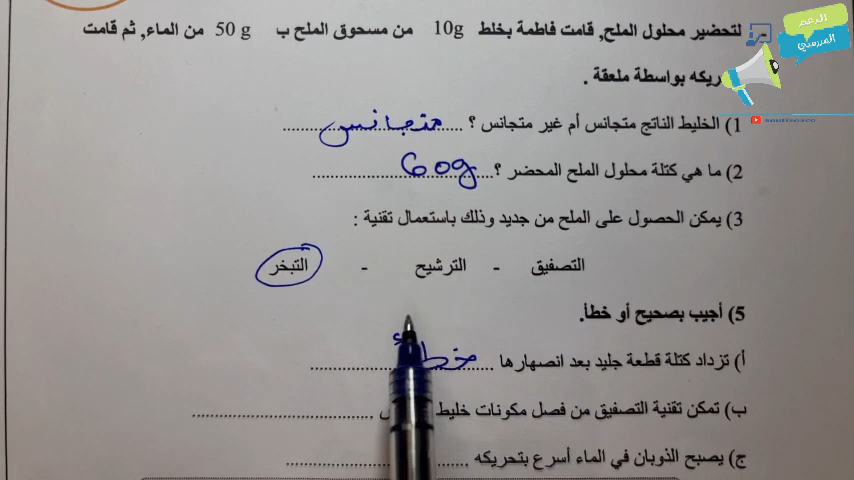 الرعم
المدرسي
لتحضير محلول الملح, قامت فاطمة بخلط 10g من مسحوق الملح ب 50 g من الماء, ثم قامت
ريكه بواسطة ملعقة .
1) الخليط الناتج متجانس أم غير متجانس ؟ متجانس
2) ما هي كتلة محلول الملح المحضر ؟ 60g
3) يمكن الحصول على الملح من جديد وذلك باستعمال تقنية :
التصفيق - الترشيح - التبخر
5) أجيب بصحيح أو خطأ.
أ) تزداد كتلة قطعة جليد بعد انصهارها خطأ
ب) تمكن تقنية التصفيق من فصل مكونات خليط
ج) يصبح الذوبان في الماء أسرع بتحريكه